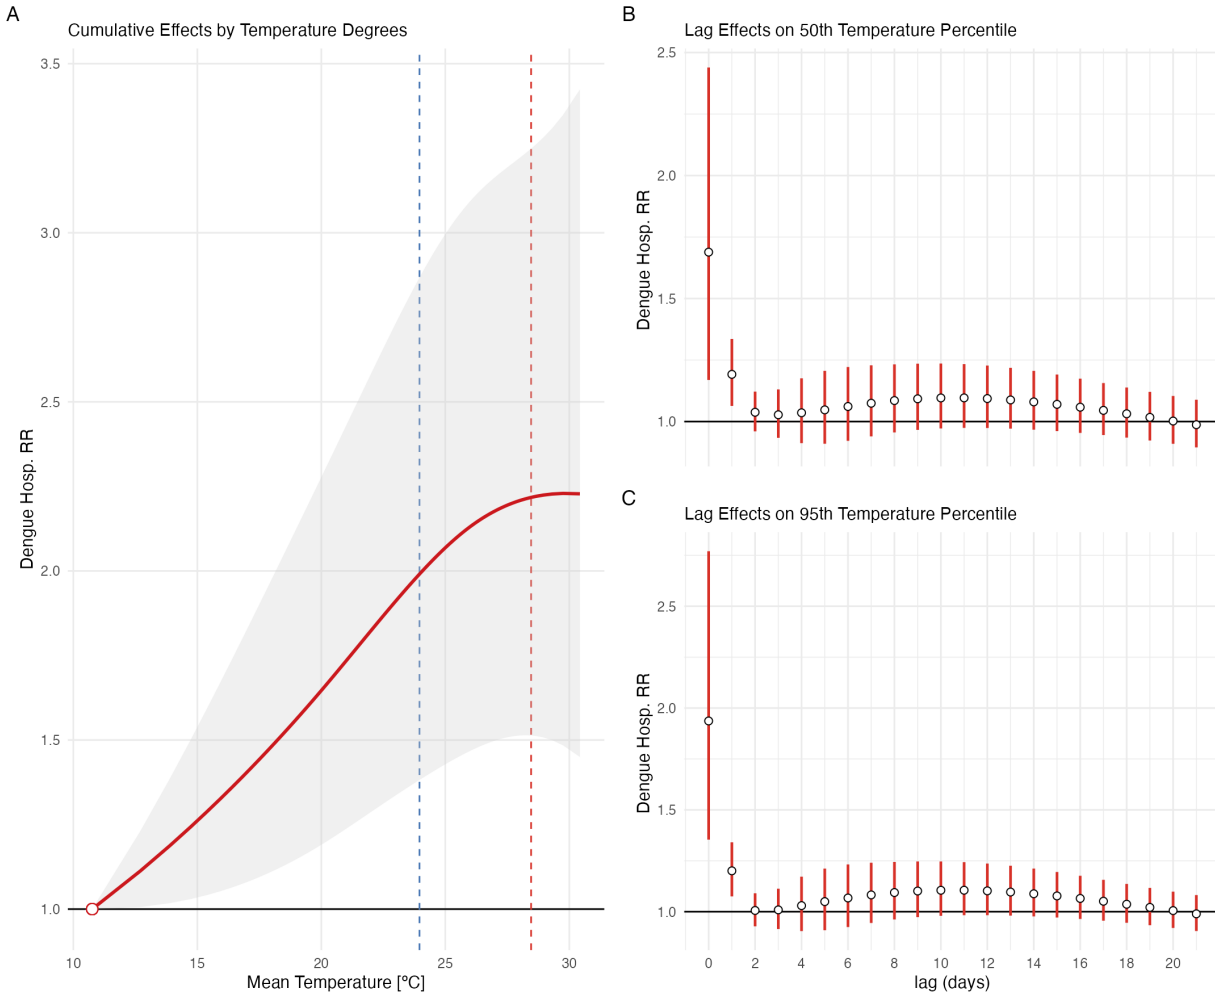 A
Cumulative Effects by Temperature Degrees
3.5
3.0
2.5
2.0
1.5
1.0
Dengue Hosp. RR
10
15
20
25
30
Mean Temperature [ºC]
B
Lag Effects on 50th Temperature Percentile
2.5
2.0
1.5
1.0
Dengue Hosp. RR
C
Lag Effects on 95th Temperature Percentile
2.5
2.0
1.5
1.0
Dengue Hosp. RR
0
2
4
6
8
10
12
14
16
18
20
lag (days)